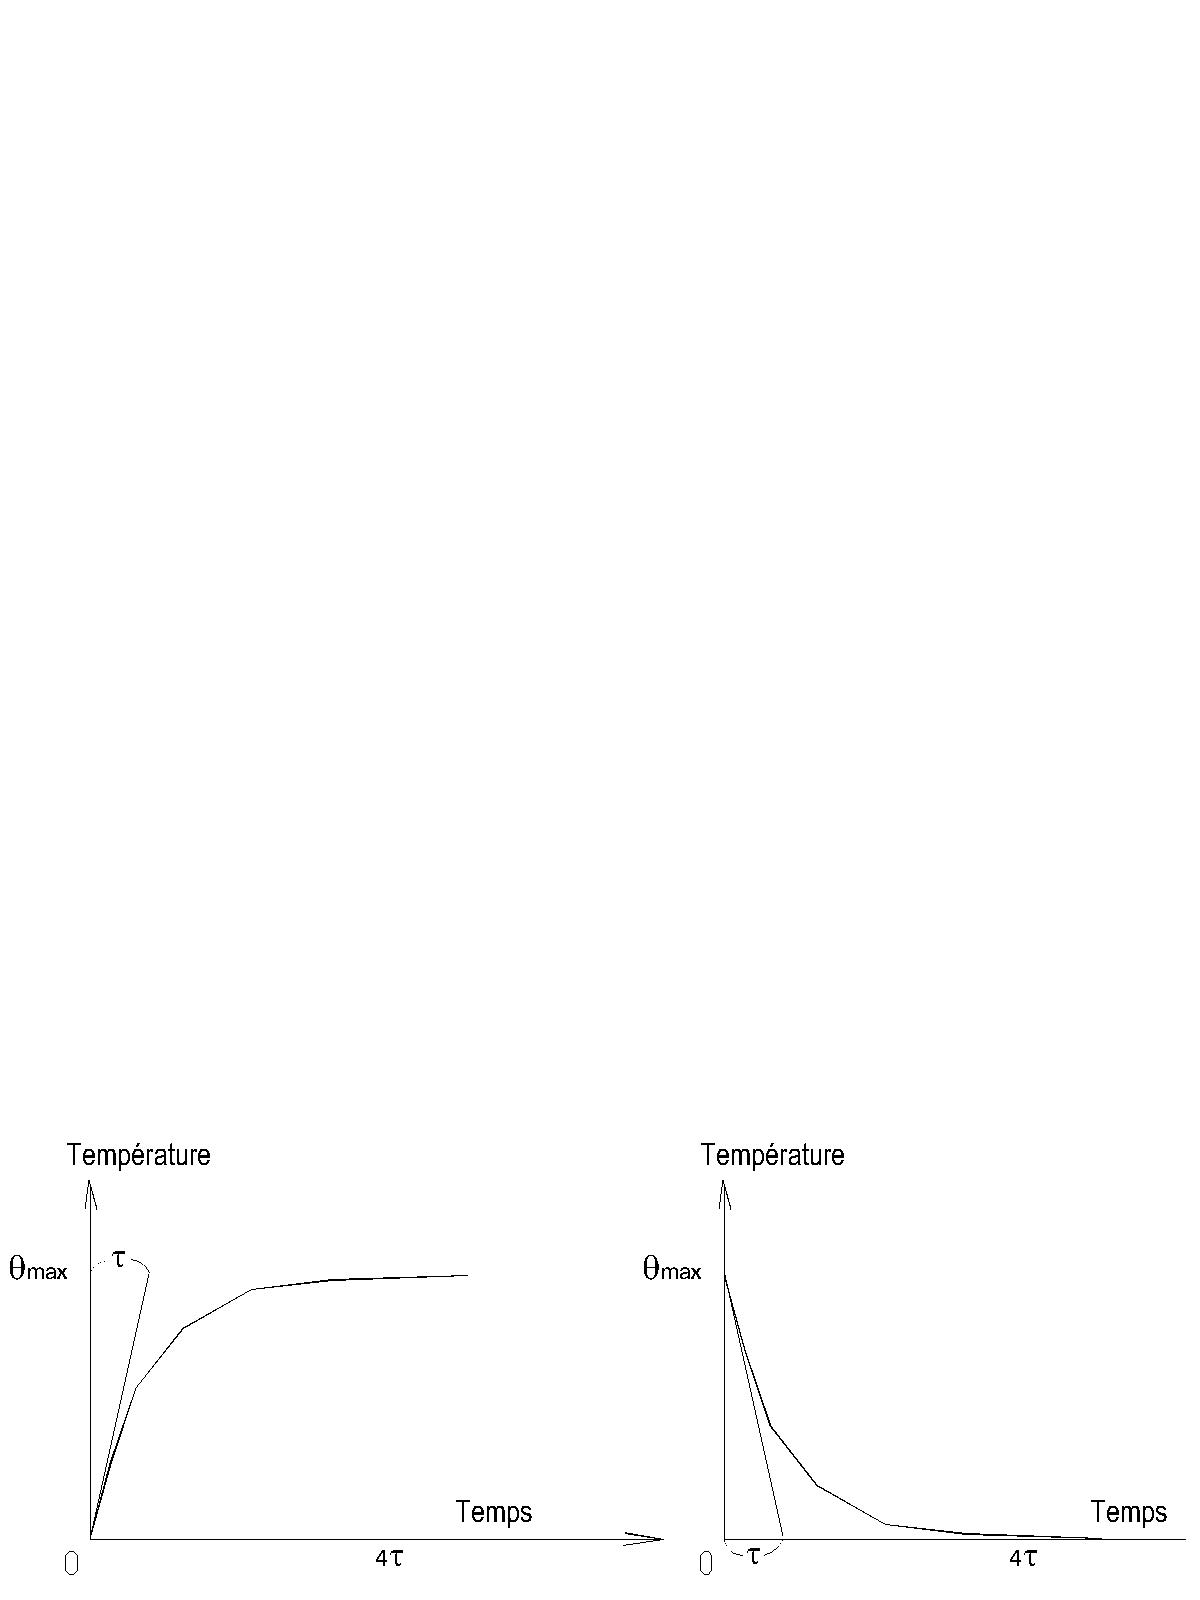 Température
τ
θmax
Temps
0
4τ
Température
θmax
Temps
0
τ
4τ